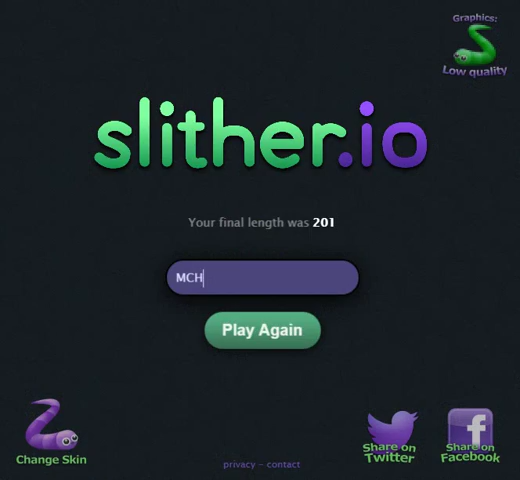 Graphics:
Low quality
slither.io
Your final length was 201
MCH
Play Again
Change Skin
Share on
Twitter
Share on
Facebook
privacy - contact